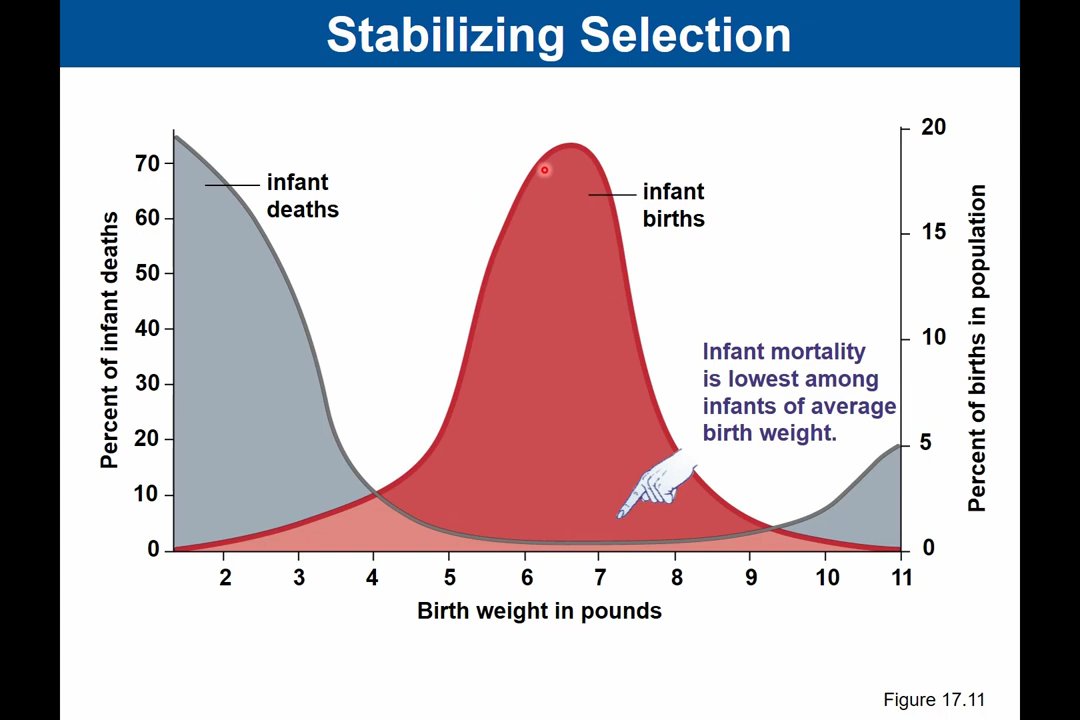 Stabilizing Selection
20
70
infant
deaths
infant
births
60
15
50
40
10
30
20
5
10
0
0
Percent of infant deaths
Percent of births in population
Infant mortality
is lowest among
infants of average
birth weight.
2 3 4 5 6 7 8 9 10 11
Birth weight in pounds
Figure 17.11